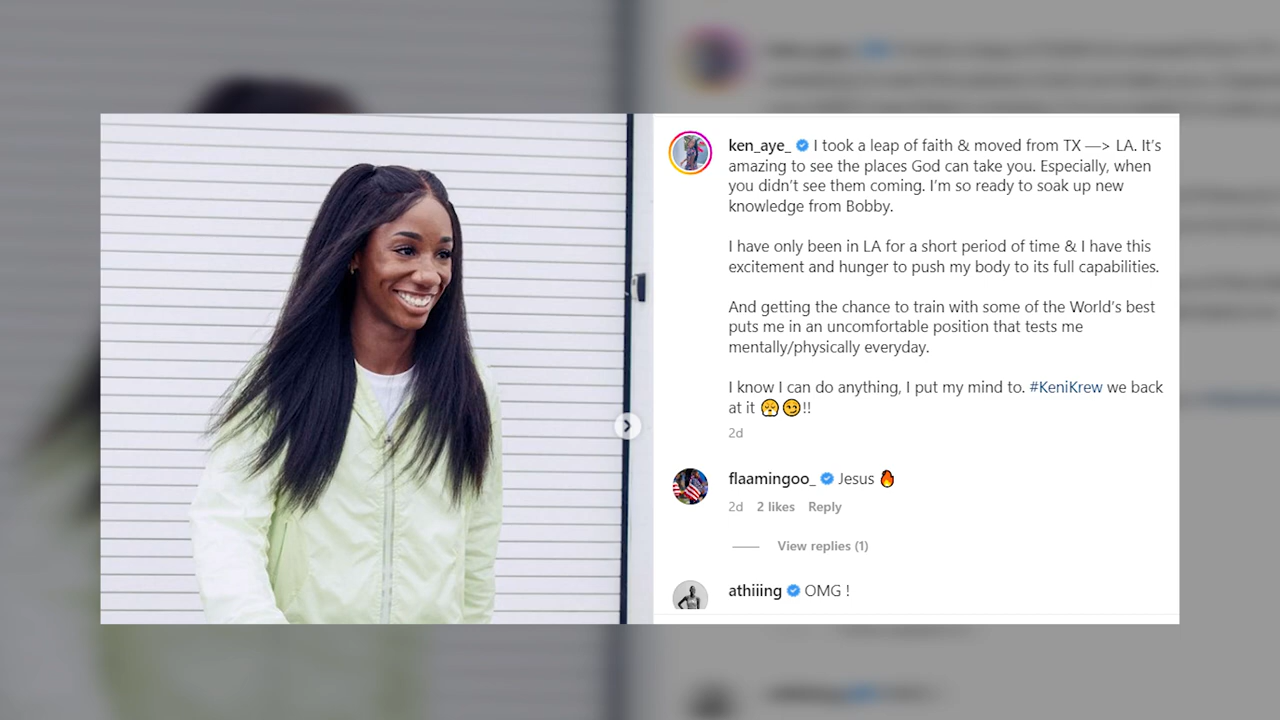 ken_aye_ I took a leap of faith & moved from TX —> LA. It's
amazing to see the places God can take you. Especially, when
you didn't see them coming. I'm so ready to soak up new
knowledge from Bobby.
I have only been in LA for a short period of time & I have this
excitement and hunger to push my body to its full capabilities.
And getting the chance to train with some of the World's best
puts me in an uncomfortable position that tests me
mentally/physically everyday.
I know I can do anything, I put my mind to. #KeniKrew we back
at it 😤😏!!
2d
flaamingoo_ Jesus 🔥
2d 2 likes Reply
View replies (1)
athiiing OMG !